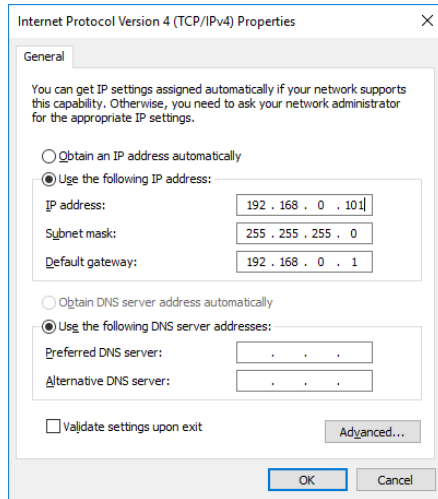 Internet Protocol Version 4 (TCP/IPv4) Properties
General
You can get IP settings assigned automatically if your network supports
this capability. Otherwise, you need to ask your network administrator
for the appropriate IP settings.
Obtain an IP address automatically
Use the following IP address:
IP address: 192 . 168 . 0 . 101
Subnet mask: 255 . 255 . 255 . 0
Default gateway: 192 . 168 . 0 . 1
Obtain DNS server address automatically
Use the following DNS server addresses:
Preferred DNS server: . . .
Alternative DNS server: . . .
Validate settings upon exit
Advanced...
OK Cancel